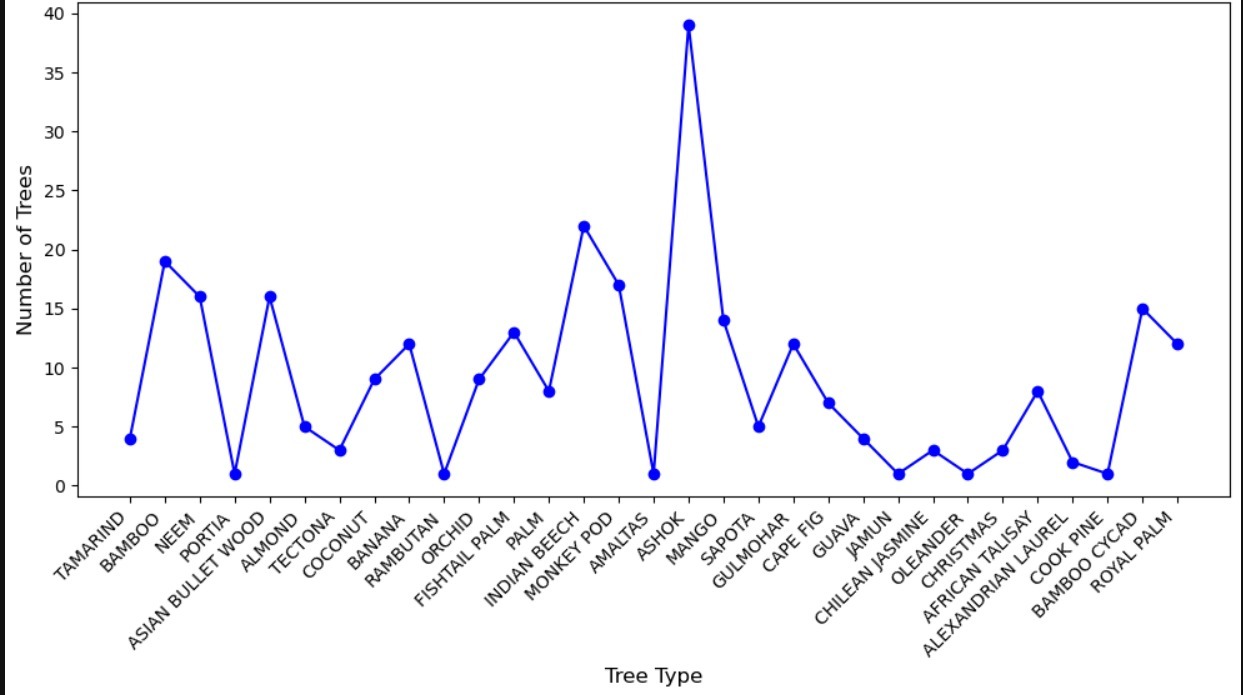 40
35
30
25
20
15
10
5
0
Number of Trees
TAMARIND
BAMBOO
NEEM
PORTIA
ASIAN BULLET WOOD
ALMOND
TECTONA
COCONUT
BANANA
RAMBUTAN
ORCHID
FISHTAIL PALM
PALM
INDIAN BEECH
MONKEY POD
AMALTAS
ASHOK
MANGO
SAPOTA
GULMOHAR
CAPE FIG
GUAVA
JAMUN
CHILEAN JASMINE
OLEANDER
CHRISTMAS
AFRICAN TALISAY
ALEXANDRIAN LAUREL
COOK PINE
BAMBOO CYCAD
ROYAL PALM
Tree Type